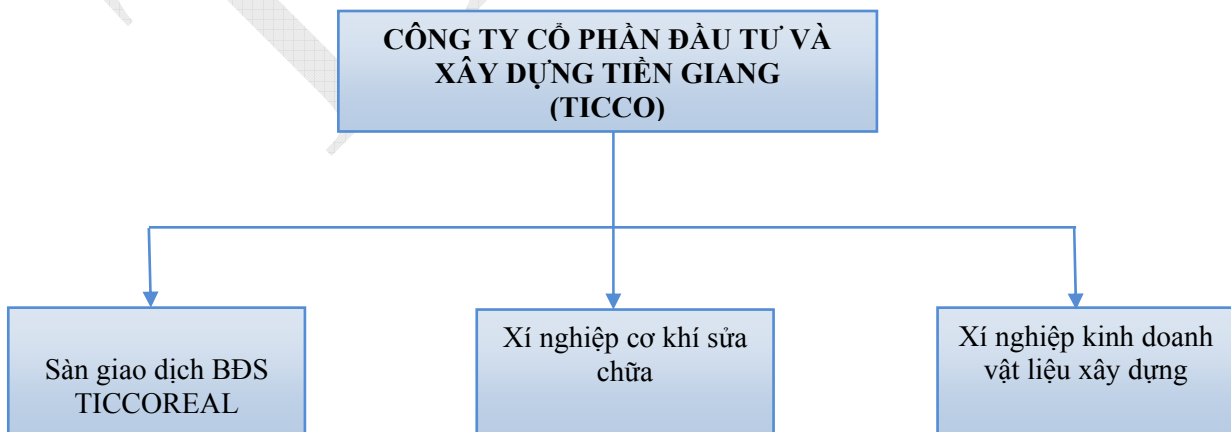 CÔNG TY CỔ PHẦN ĐẦU TƯ VÀ
XÂY DỰNG TIỀN GIANG
(TICCO)
Sàn giao dịch BĐS
TICCOREAL
Xí nghiệp cơ khí sửa
chữa
Xí nghiệp kinh doanh
vật liệu xây dựng